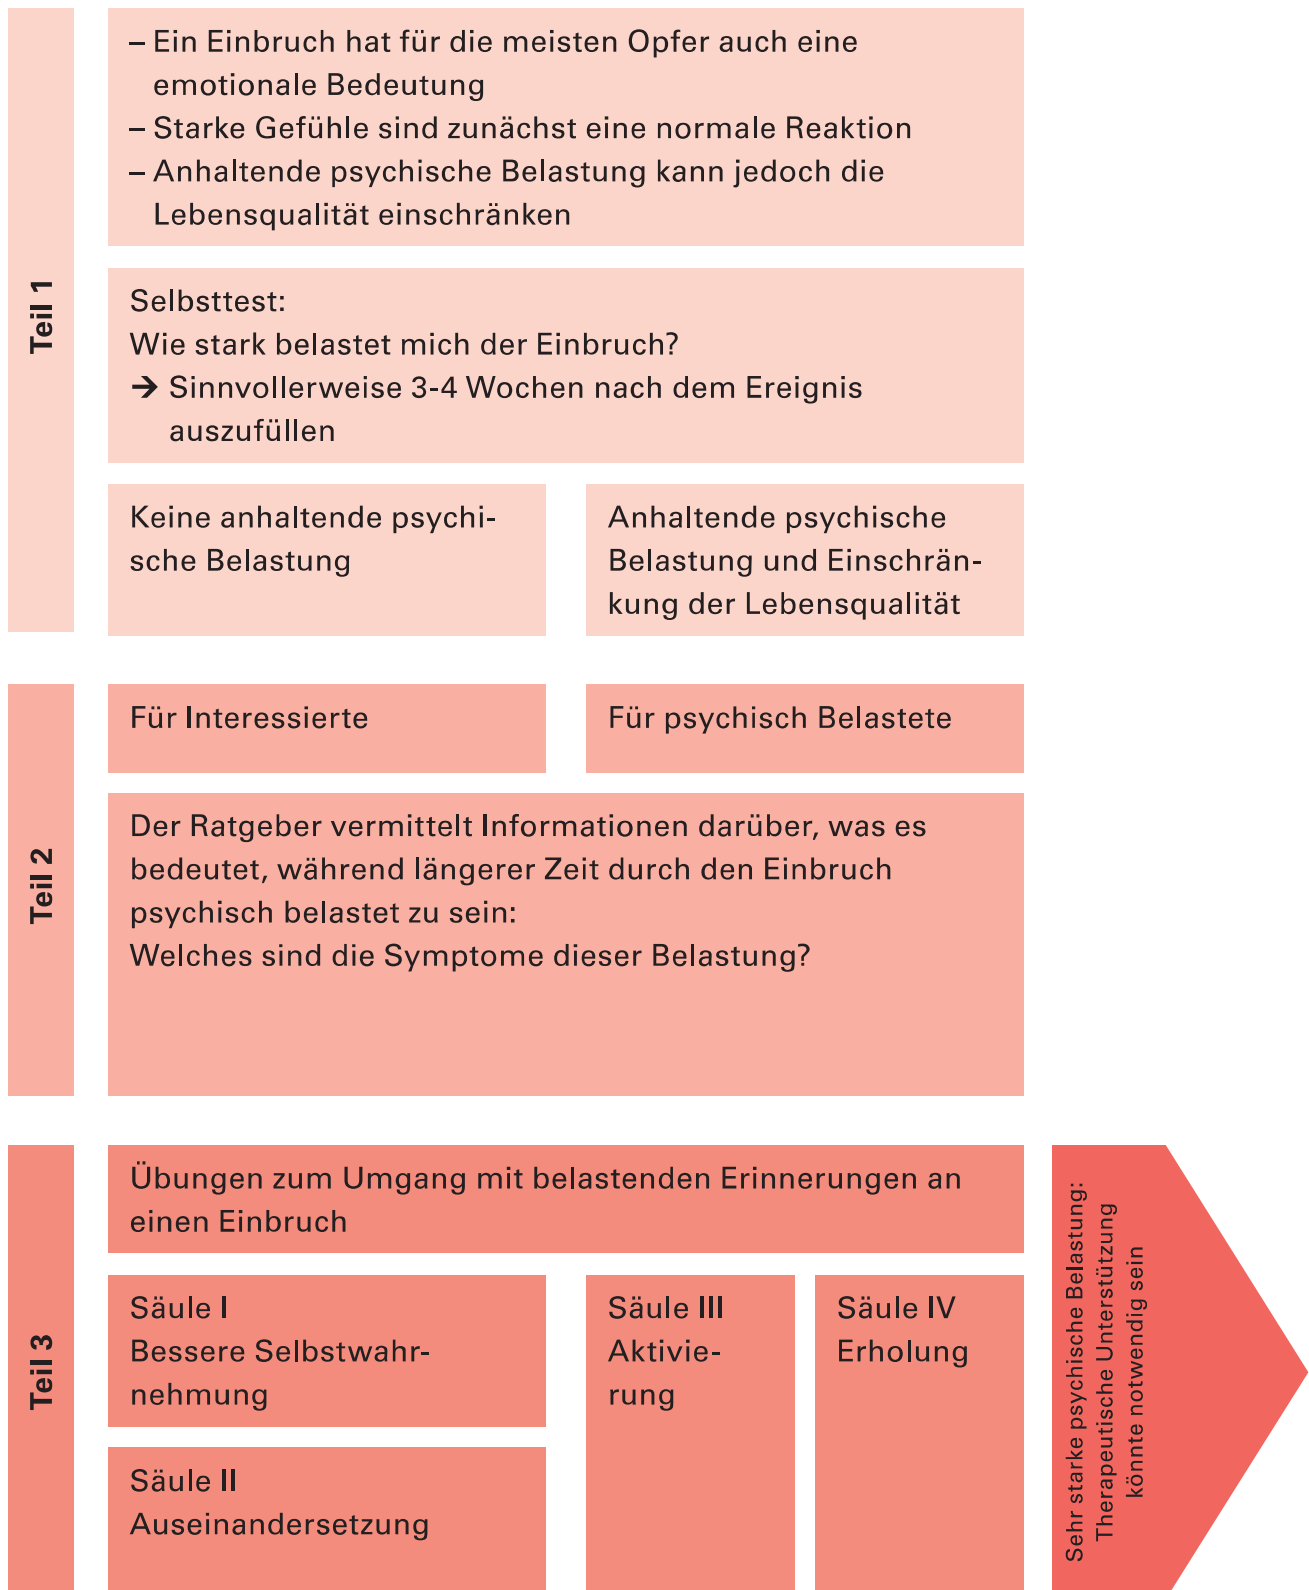 Teil 1
– Ein Einbruch hat für die meisten Opfer auch eine
emotionale Bedeutung
– Starke Gefühle sind zunächst eine normale Reaktion
– Anhaltende psychische Belastung kann jedoch die
Lebensqualität einschränken
Selbsttest:
Wie stark belastet mich der Einbruch?
→ Sinnvollerweise 3-4 Wochen nach dem Ereignis
auszufüllen
Keine anhaltende psychi-
sche Belastung
Anhaltende psychische
Belastung und Einschrän-
kung der Lebensqualität
Teil 2
Für Interessierte
Für psychisch Belastete
Der Ratgeber vermittelt Informationen darüber, was es
bedeutet, während längerer Zeit durch den Einbruch
psychisch belastet zu sein:
Welches sind die Symptome dieser Belastung?
Teil 3
Übungen zum Umgang mit belastenden Erinnerungen an
einen Einbruch
Säule I
Bessere Selbstwahr-
nehmung
Säule II
Auseinandersetzung
Säule III
Aktivie-
rung
Säule IV
Erholung
Sehr starke psychische Belastung:
Therapeutische Unterstützung
könnte notwendig sein